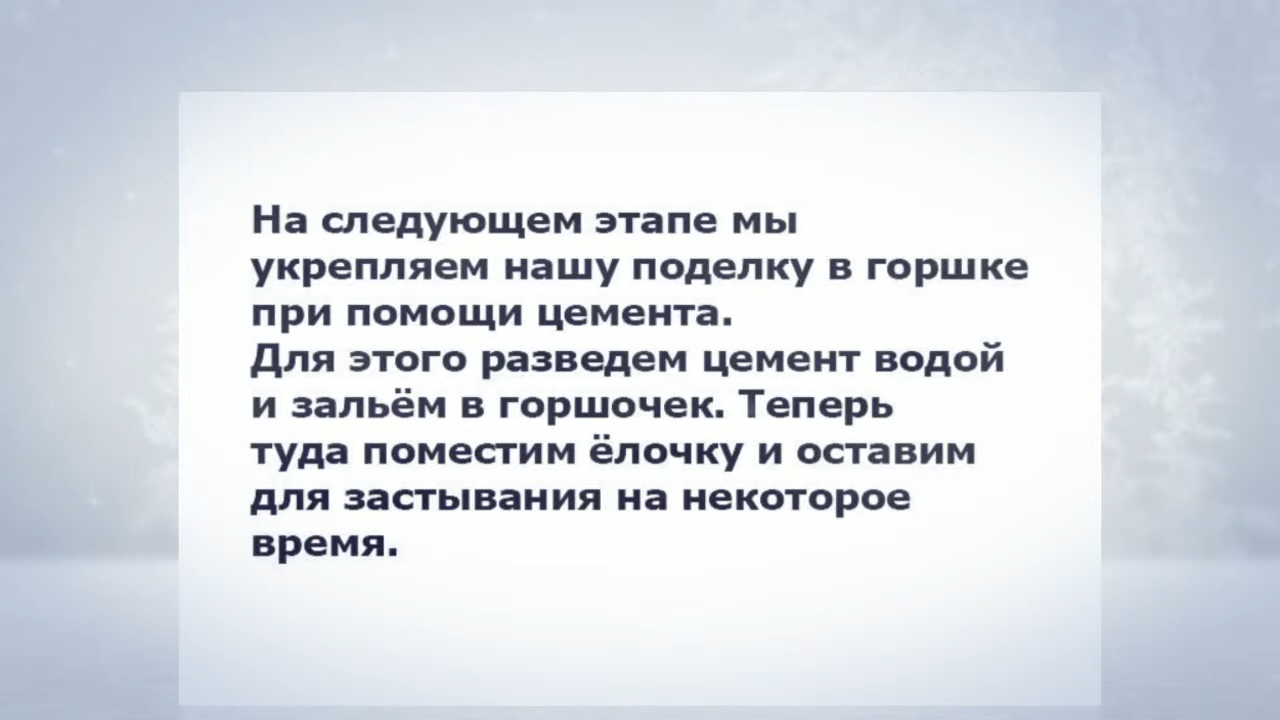 На следующем этапе мы
укрепляем нашу поделку в горшке
при помощи цемента.
Для этого разведем цемент водой
и зальём в горшочек. Теперь
туда поместим ёлочку и оставим
для застывания на некоторое
время.